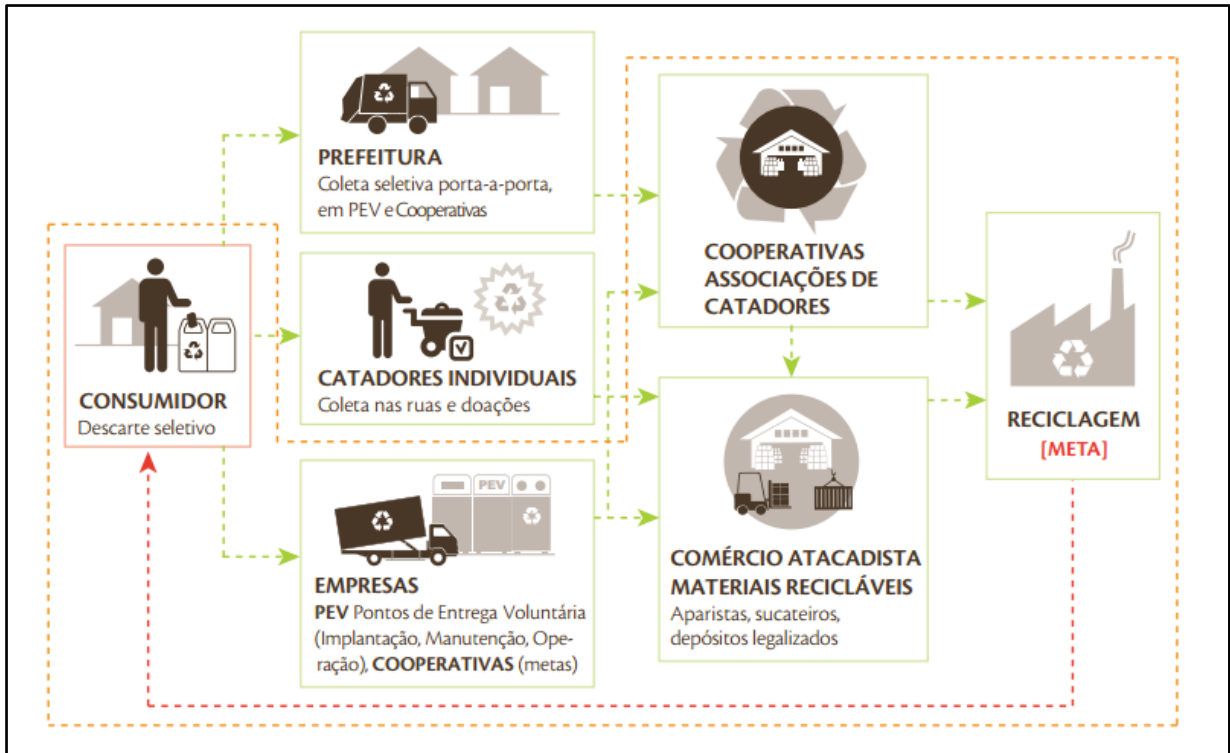 PREFEITURA
Coleta seletiva porta-a-porta,
em PEV e Cooperativas
CONSUMIDOR
Descarte seletivo
CATADORES INDIVIDUAIS
Coleta nas ruas e doações
PEV
EMPRESAS
PEV Pontos de Entrega Voluntária
(Implantação, Manutenção, Ope-
ração), COOPERATIVAS (metas)
COOPERATIVAS
ASSOCIAÇÕES DE
CATADORES
COMÉRCIO ATACADISTA
MATERIAIS RECICLÁVEIS
Aparistas, sucateiros,
depósitos legalizados
RECICLAGEM
[META]